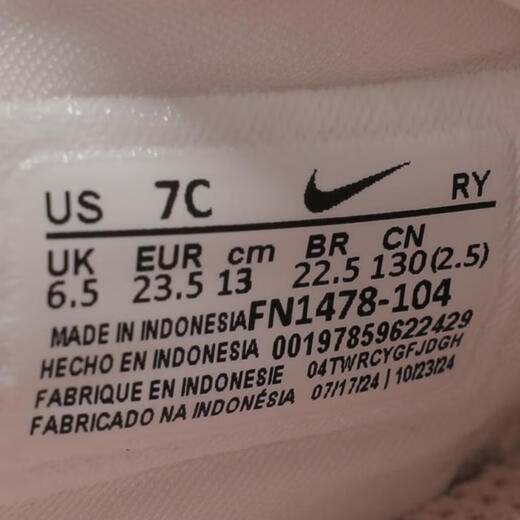 US 7C RY
UK EUR cm BR CN
6.5 23.5 13 22.5 130(2.5)
MADE IN INDONESIA FN1478-104
HECHO EN INDONESIA 00197859622429
FABRIQUE EN INDONESIE 04TWRCYGFJDGH
FABRICADO NA INDONÉSIA 07/17/24 | 10/23/24